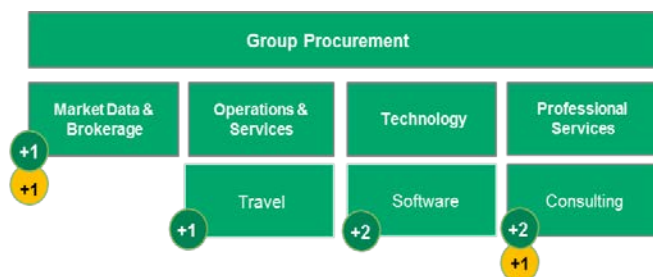 Group Procurement
Market Data &
Brokerage
Operations &
Services
Technology
Professional
Services
+1
+1
Travel
Software
Consulting
+1
+2
+2
+1